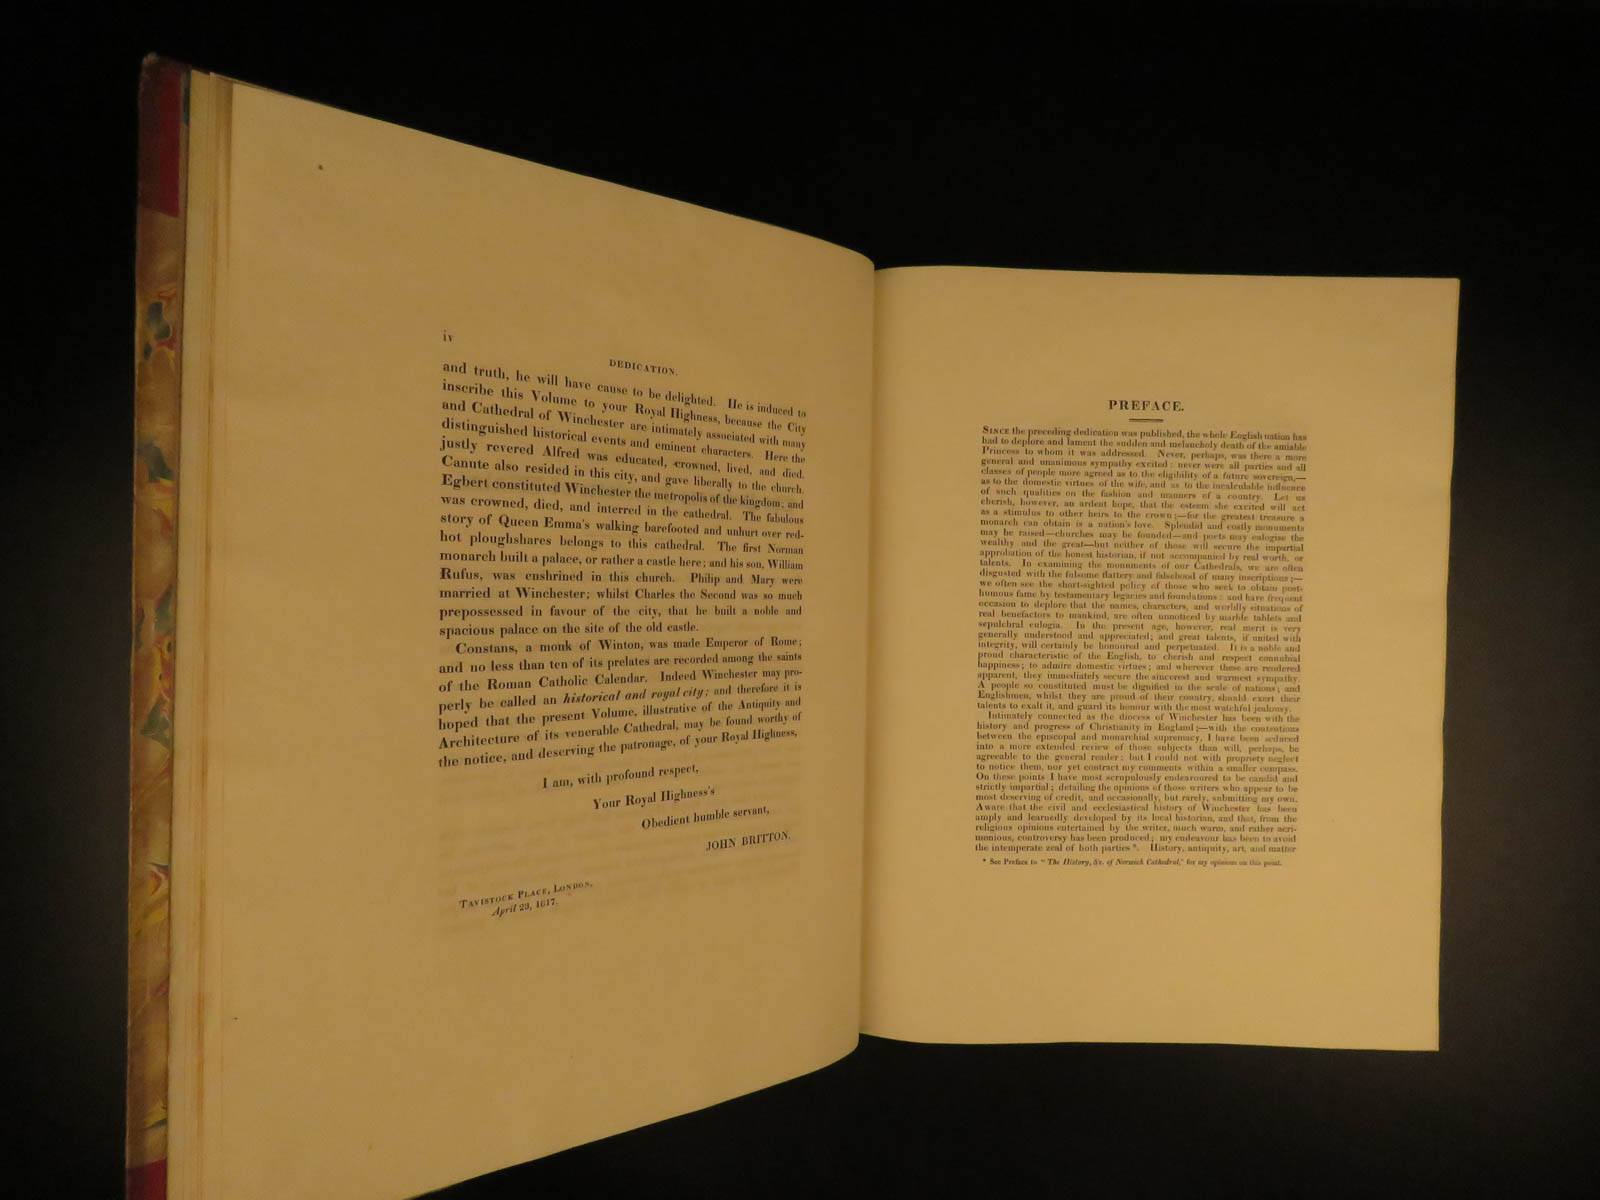 iv
DEDICATION.
and truth, he will have cause to be delighted. He is induced to
inscribe this Volume to your Royal Highness, because the City
and Cathedral of Winchester are intimately associated with many
distinguished historical events and eminent characters. Here the
justly revered Alfred was educated, crowned, lived, and died.
Canute also resided in this city, and gave liberally to the church.
Egbert constituted Winchester the metropolis of the kingdom; and
was crowned, died, and interred in the cathedral. The fabulous
story of Queen Emma's walking barefooted and unhurt over red-
hot ploughshares belongs to this cathedral. The first Norman
monarch built a palace, or rather a castle here; and his son, William
Rufus, was enshrined in this church. Philip and Mary were
married at Winchester; whilst Charles the Second was so much
prepossessed in favour of the city, that he built a noble and
spacious palace on the site of the old castle.
Constans, a monk of Winton, was made Emperor of Rome;
and no less than ten of its prelates are recorded among the saints
of the Roman Catholic Calendar. Indeed Winchester may pro-
perly be called an historical and royal city; and therefore it is
hoped that the present Volume, illustrative of the Antiquity and
Architecture of its venerable Cathedral, may be found worthy of
the notice, and deserving the patronage, of your Royal Highness,
I am, with profound respect,
Your Royal Highness's
Obedient humble servant,
JOHN BRITTON.
TAVISTOCK PLACE, LONDON,
April 23, 1817.
PREFACE.
SINCE the preceding dedication was published, the whole English nation has
had to deplore and lament the sudden and melancholy death of the amiable
Princess to whom it was addressed. Never, perhaps, was there a more
general and unanimous sympathy excited: never were all parties and all
classes of people more agreed as to the eligibility of a future sovereign,—
as to the domestic virtues of the wife, and as to the incalculable influence
of such qualities on the fashion and manners of a country. Let us
cherish, however, an ardent hope, that the esteem she excited will act
as a stimulus to other heirs to the crown;—for the greatest treasure a
monarch can obtain is a nation's love. Splendid and costly monuments
may be raised—churches may be founded—and poets may eulogise the
wealthy and the great—but neither of those will secure the impartial
approbation of the honest historian, if not accompanied by real worth, or
talents. In examining the monuments of our Cathedrals, we are often
disgusted with the fulsome flattery and falsehood of many inscriptions;—
we often see the short-sighted policy of those who seek to obtain post-
humous fame by testamentary legacies and foundations: and have frequent
occasion to deplore that the names, characters, and worldly situations of
real benefactors to mankind, are often unnoticed by marble tablets and
sepulchral eulogia. In the present age, however, real merit is very
generally understood and appreciated; and great talents, if united with
integrity, will certainly be honoured and perpetuated. It is a noble and
proud characteristic of the English, to cherish and respect connubial
happiness; to admire domestic virtues; and wherever these are rendered
apparent, they immediately secure the sincerest and warmest sympathy.
A people so constituted must be dignified in the scale of nations; and
Englishmen, whilst they are proud of their country, should exert their
talents to exalt it, and guard its honour with the most watchful jealousy.
Intimately connected as the diocess of Winchester has been with the
history and progress of Christianity in England;—with the contentions
between the episcopal and monarchial supremacy, I have been seduced
into a more extended review of those subjects than will, perhaps, be
agreeable to the general reader: but I could not with propriety neglect
to notice them, nor yet contract my comments within a smaller compass.
On these points I have most scrupulously endeavoured to be candid and
strictly impartial; detailing the opinions of those writers who appear to be
most deserving of credit, and occasionally, but rarely, submitting my own.
Aware that the civil and ecclesiastical history of Winchester has been
amply and learnedly developed by its local historian, and that, from the
religious opinions entertained by the writer, much warm, and rather acri-
monious, controversy has been produced; my endeavour has been to avoid
the intemperate zeal of both parties *. History, antiquity, art, and matter
* See Preface to "The History, &c. of Norwich Cathedral," for my opinions on this point.